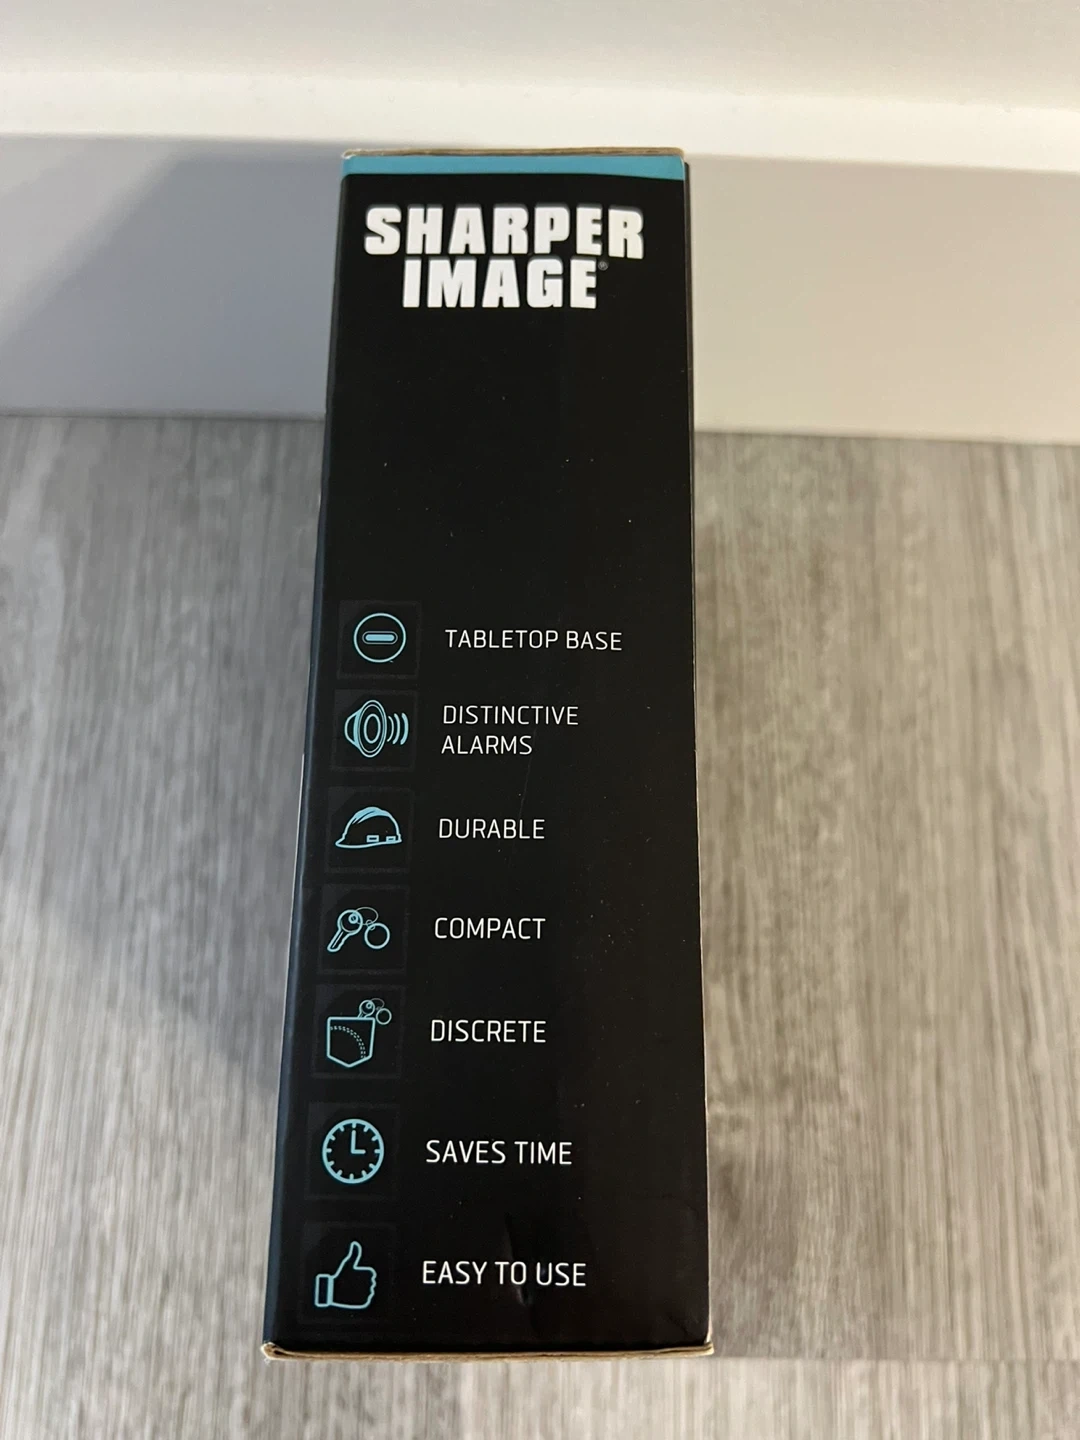 SHARPER
IMAGE®
TABLETOP BASE
DISTINCTIVE
ALARMS
DURABLE
COMPACT
DISCRETE
SAVES TIME
EASY TO USE